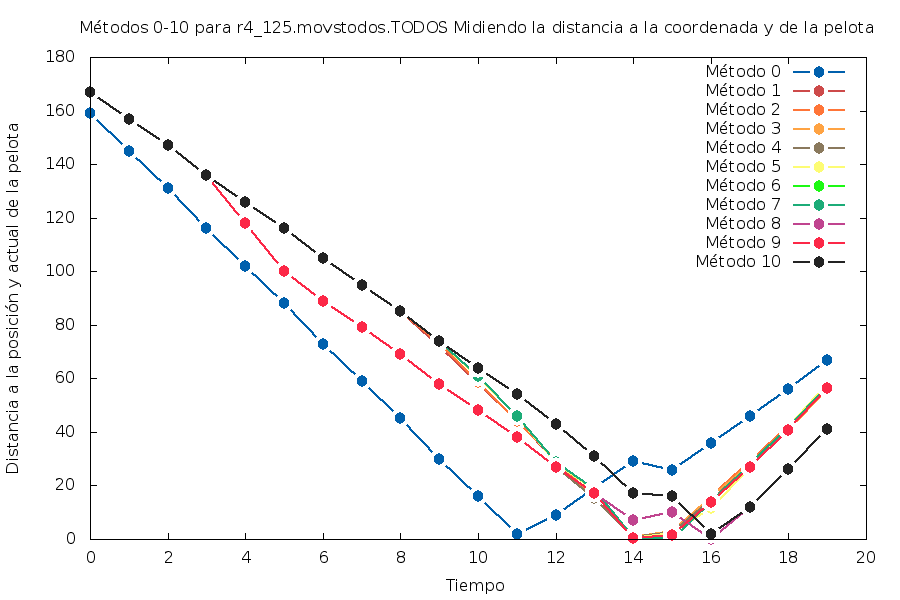 Métodos 0-10 para r4_125.movstodos.TODOS Midiendo la distancia a la coordenada y de la pelota
Distancia a la posición y actual de la pelota
180
160
140
120
100
80
60
40
20
0
Método 0
Método 1
Método 2
Método 3
Método 4
Método 5
Método 6
Método 7
Método 8
Método 9
Método 10
0 2 4 6 8 10 12 14 16 18 20
Tiempo